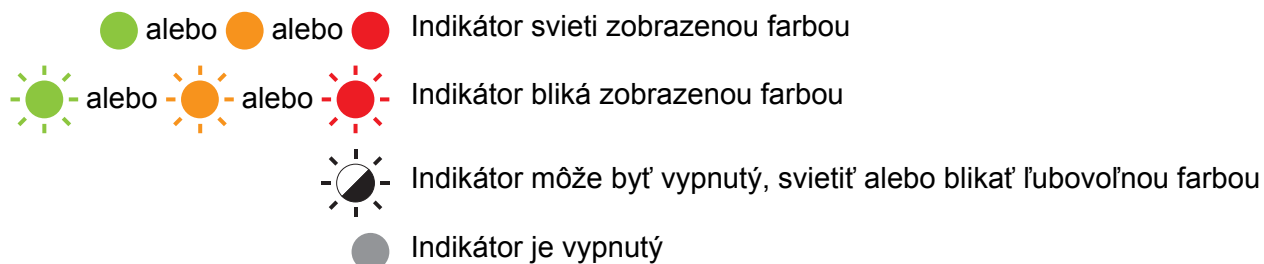 alebo alebo Indikátor svieti zobrazenou farbou
alebo alebo Indikátor bliká zobrazenou farbou
Indikátor môže byť vypnutý, svietiť alebo blikať ľubovoľnou farbou
Indikátor je vypnutý